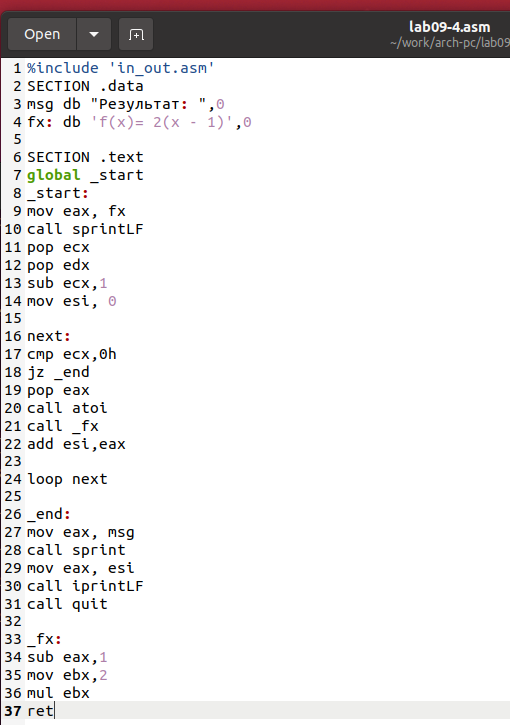 Open
lab09-4.asm
~/work/arch-pc/lab09
1 %include 'in_out.asm'
2 SECTION .data
3 msg db "Результат: ",0
4 fx: db 'f(x)= 2(x - 1)',0
5
6 SECTION .text
7 global _start
8 _start:
9 mov eax, fx
10 call sprintLF
11 pop ecx
12 pop edx
13 sub ecx,1
14 mov esi, 0
15
16 next:
17 cmp ecx,0h
18 jz _end
19 pop eax
20 call atoi
21 call _fx
22 add esi,eax
23
24 loop next
25
26 _end:
27 mov eax, msg
28 call sprint
29 mov eax, esi
30 call iprintLF
31 call quit
32
33 _fx:
34 sub eax,1
35 mov ebx,2
36 mul ebx
37 ret